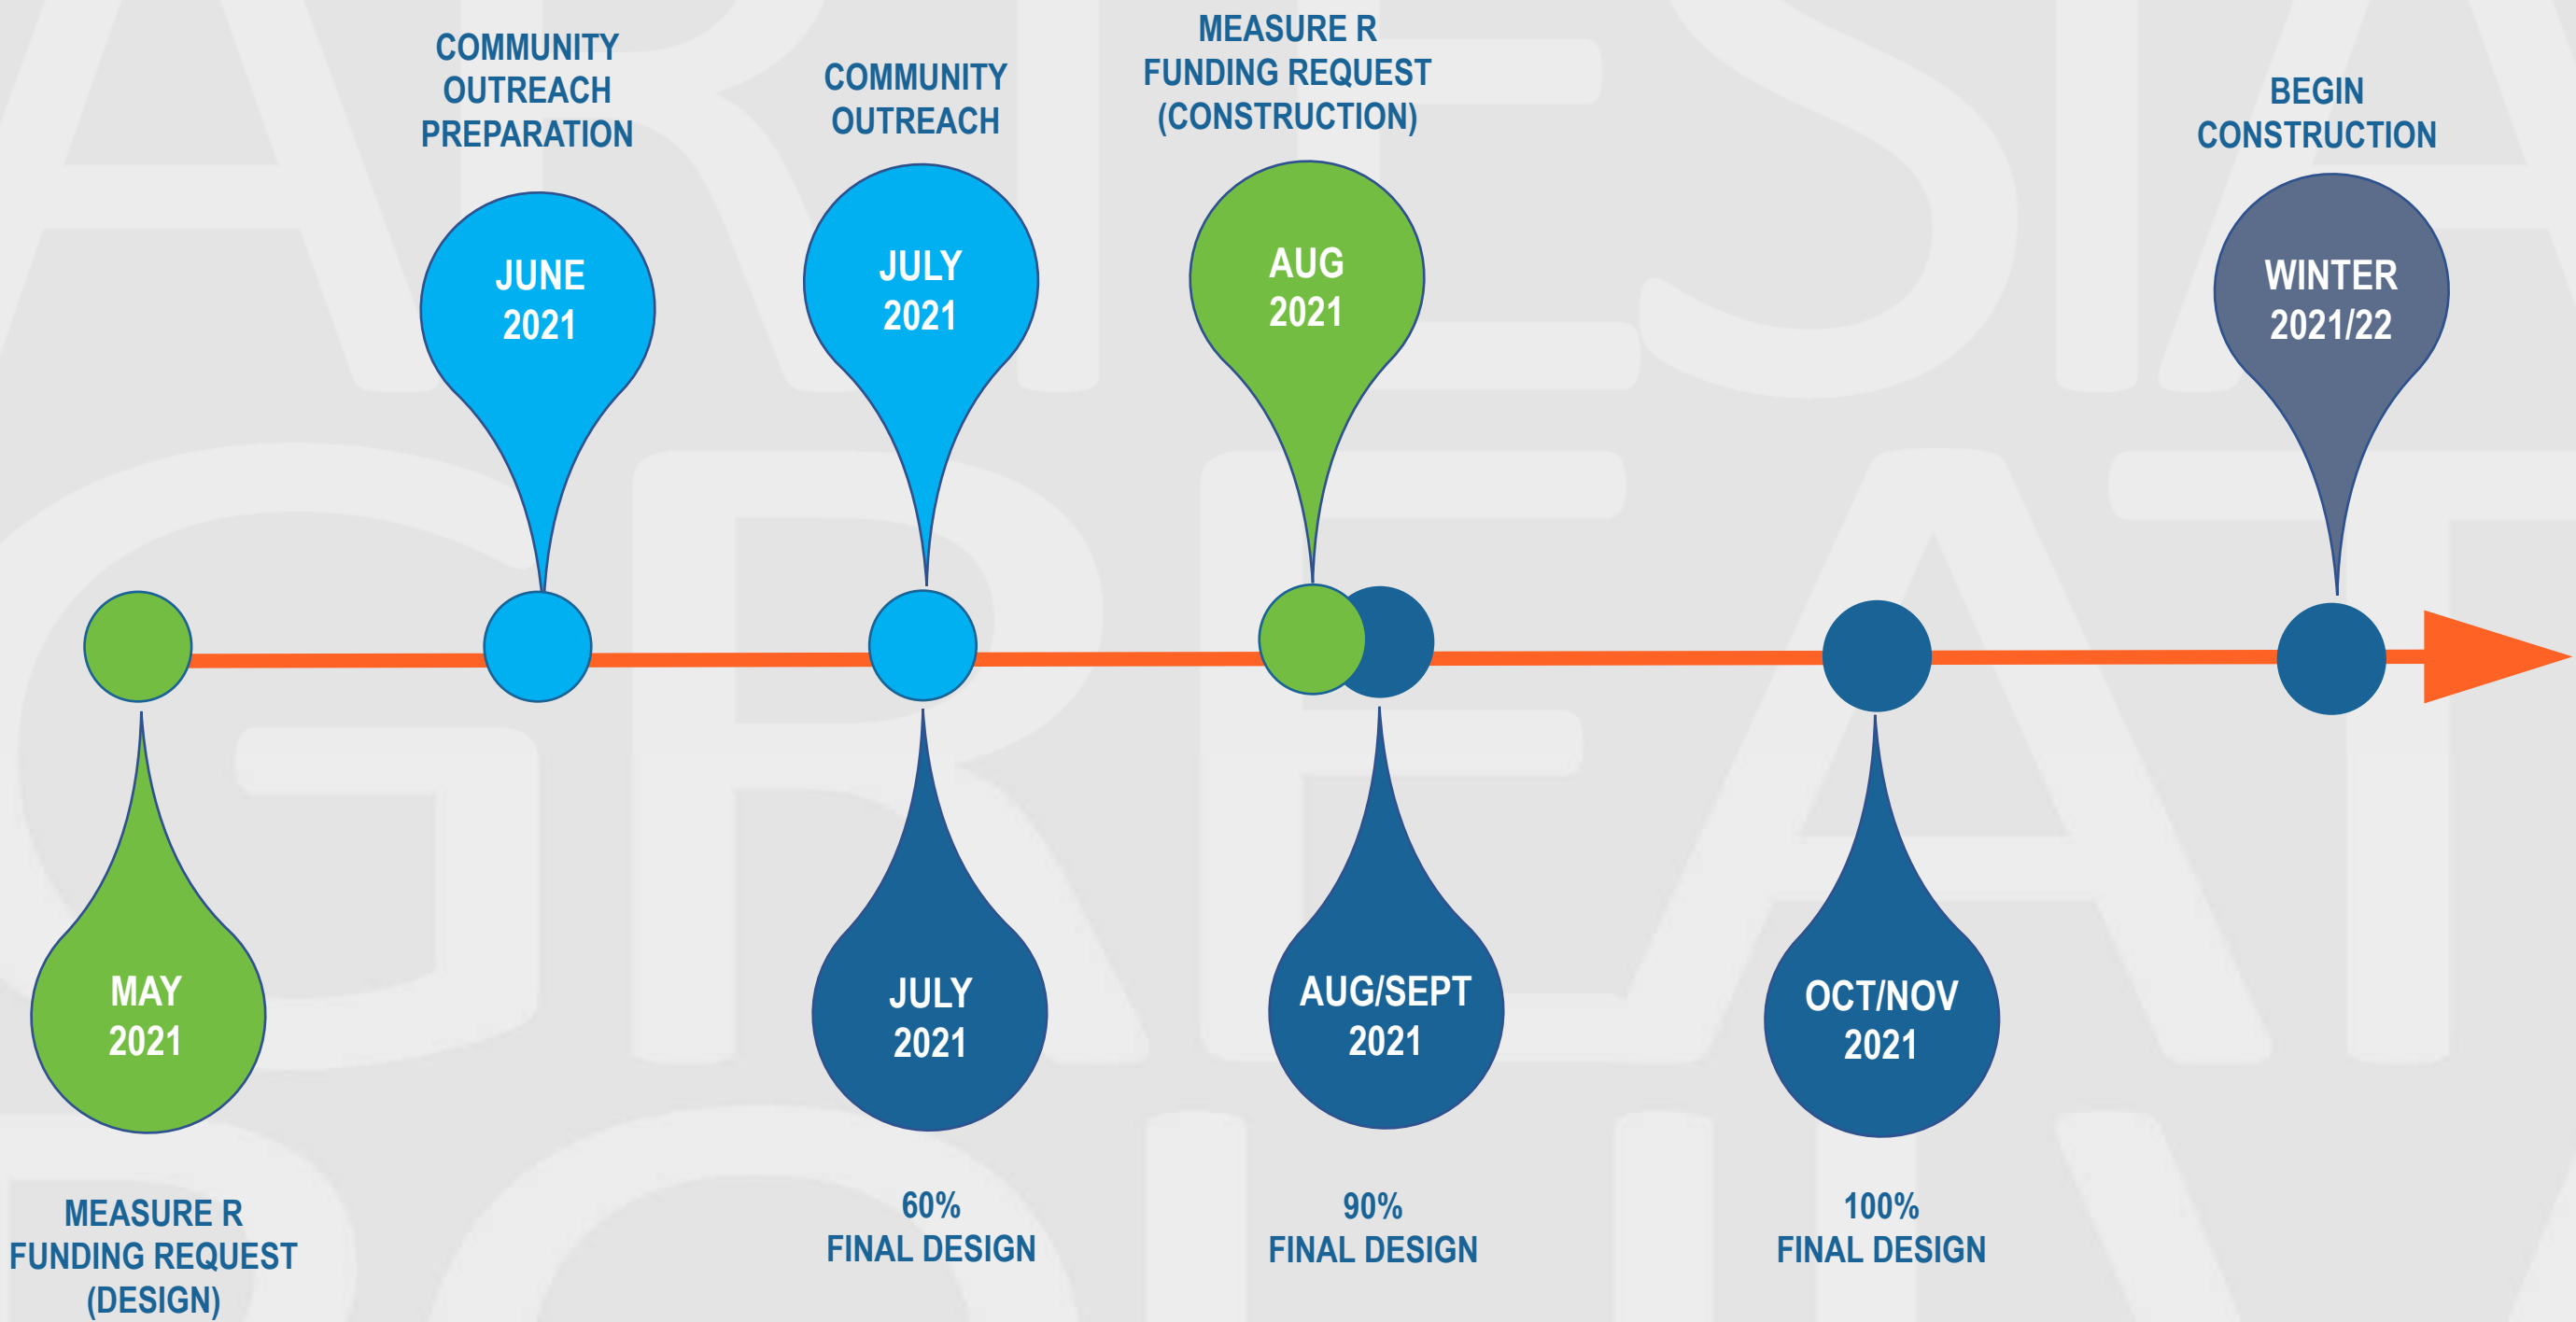 COMMUNITY
OUTREACH
PREPARATION
JUNE
2021
COMMUNITY
OUTREACH
JULY
2021
MEASURE R
FUNDING REQUEST
(CONSTRUCTION)
AUG
2021
BEGIN
CONSTRUCTION
WINTER
2021/22
MAY
2021
MEASURE R
FUNDING REQUEST
(DESIGN)
JULY
2021
60%
FINAL DESIGN
AUG/SEPT
2021
90%
FINAL DESIGN
OCT/NOV
2021
100%
FINAL DESIGN
ARTESIA
GREAT